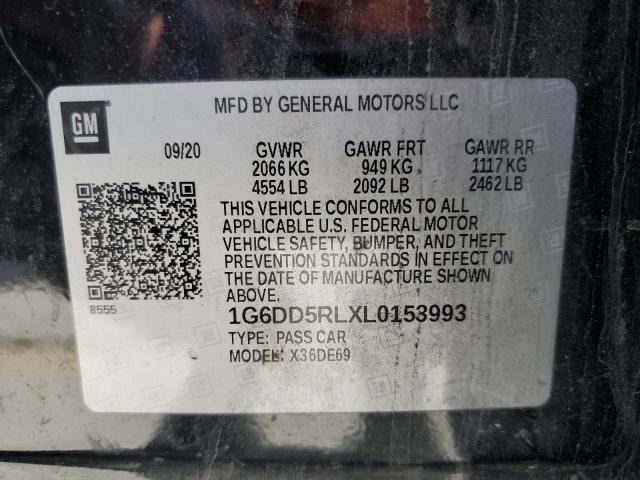 GM
MFD BY GENERAL MOTORS LLC
09/20 GVWR GAWR FRT GAWR RR
2066 KG 949 KG 1117 KG
4554 LB 2092 LB 2462 LB
THIS VEHICLE CONFORMS TO ALL
APPLICABLE U.S. FEDERAL MOTOR
VEHICLE SAFETY, BUMPER, AND THEFT
PREVENTION STANDARDS IN EFFECT ON
THE DATE OF MANUFACTURE SHOWN
ABOVE.
8555
1G6DD5RLXL0153993
TYPE: PASS CAR
MODEL: X36DE69